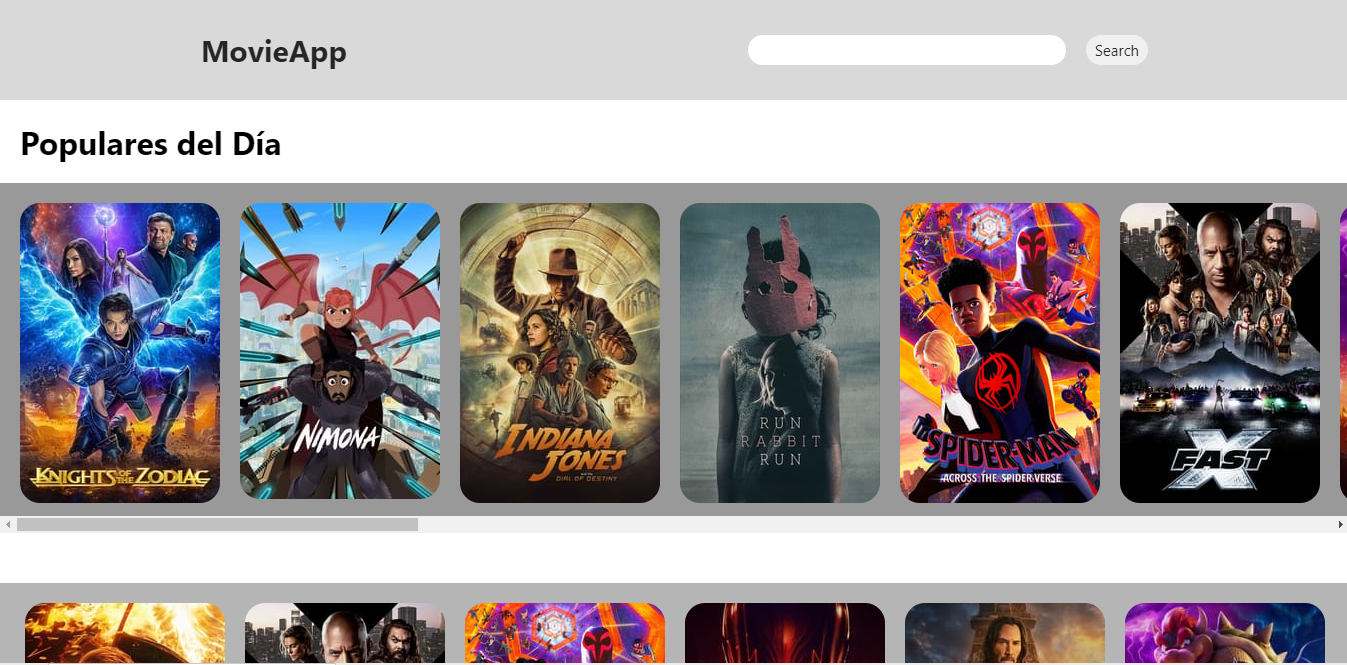 MovieApp
Search
Populares del Día
KNIGHTS OF THE ZODIAC
NIMONA
INDIANA
JONES
AND THE
DIAL OF DESTINY
RUN
RABBIT
RUN
SPIDER-MAN
ACROSS THE SPIDER-VERSE
FAST
X